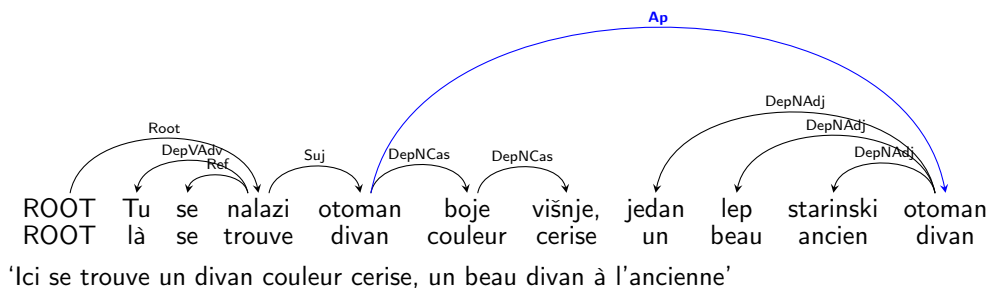 Ap
DepNAdj
Root
DepNAdj
DepVAdv
Suj
DepNCas
DepNCas
DepNAdj
Ref
ROOT Tu se nalazi otoman boje višnje, jedan lep starinski otoman
ROOT là se trouve divan couleur cerise un beau ancien divan
‘Ici se trouve un divan couleur cerise, un beau divan à l’ancienne’